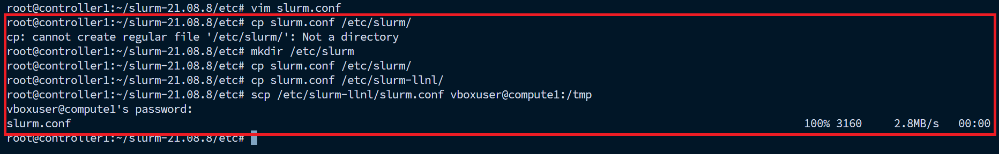 root@controller1:~/slurm-21.08.8/etc# vim slurm.conf
root@controller1:~/slurm-21.08.8/etc# cp slurm.conf /etc/slurm/
cp: cannot create regular file '/etc/slurm/': Not a directory
root@controller1:~/slurm-21.08.8/etc# mkdir /etc/slurm
root@controller1:~/slurm-21.08.8/etc# cp slurm.conf /etc/slurm/
root@controller1:~/slurm-21.08.8/etc# cp slurm.conf /etc/slurm-llnl/
root@controller1:~/slurm-21.08.8/etc# scp /etc/slurm-llnl/slurm.conf vboxuser@compute1:/tmp
vboxuser@compute1's password:
slurm.conf 100% 3160 2.8MB/s 00:00
root@controller1:~/slurm-21.08.8/etc#